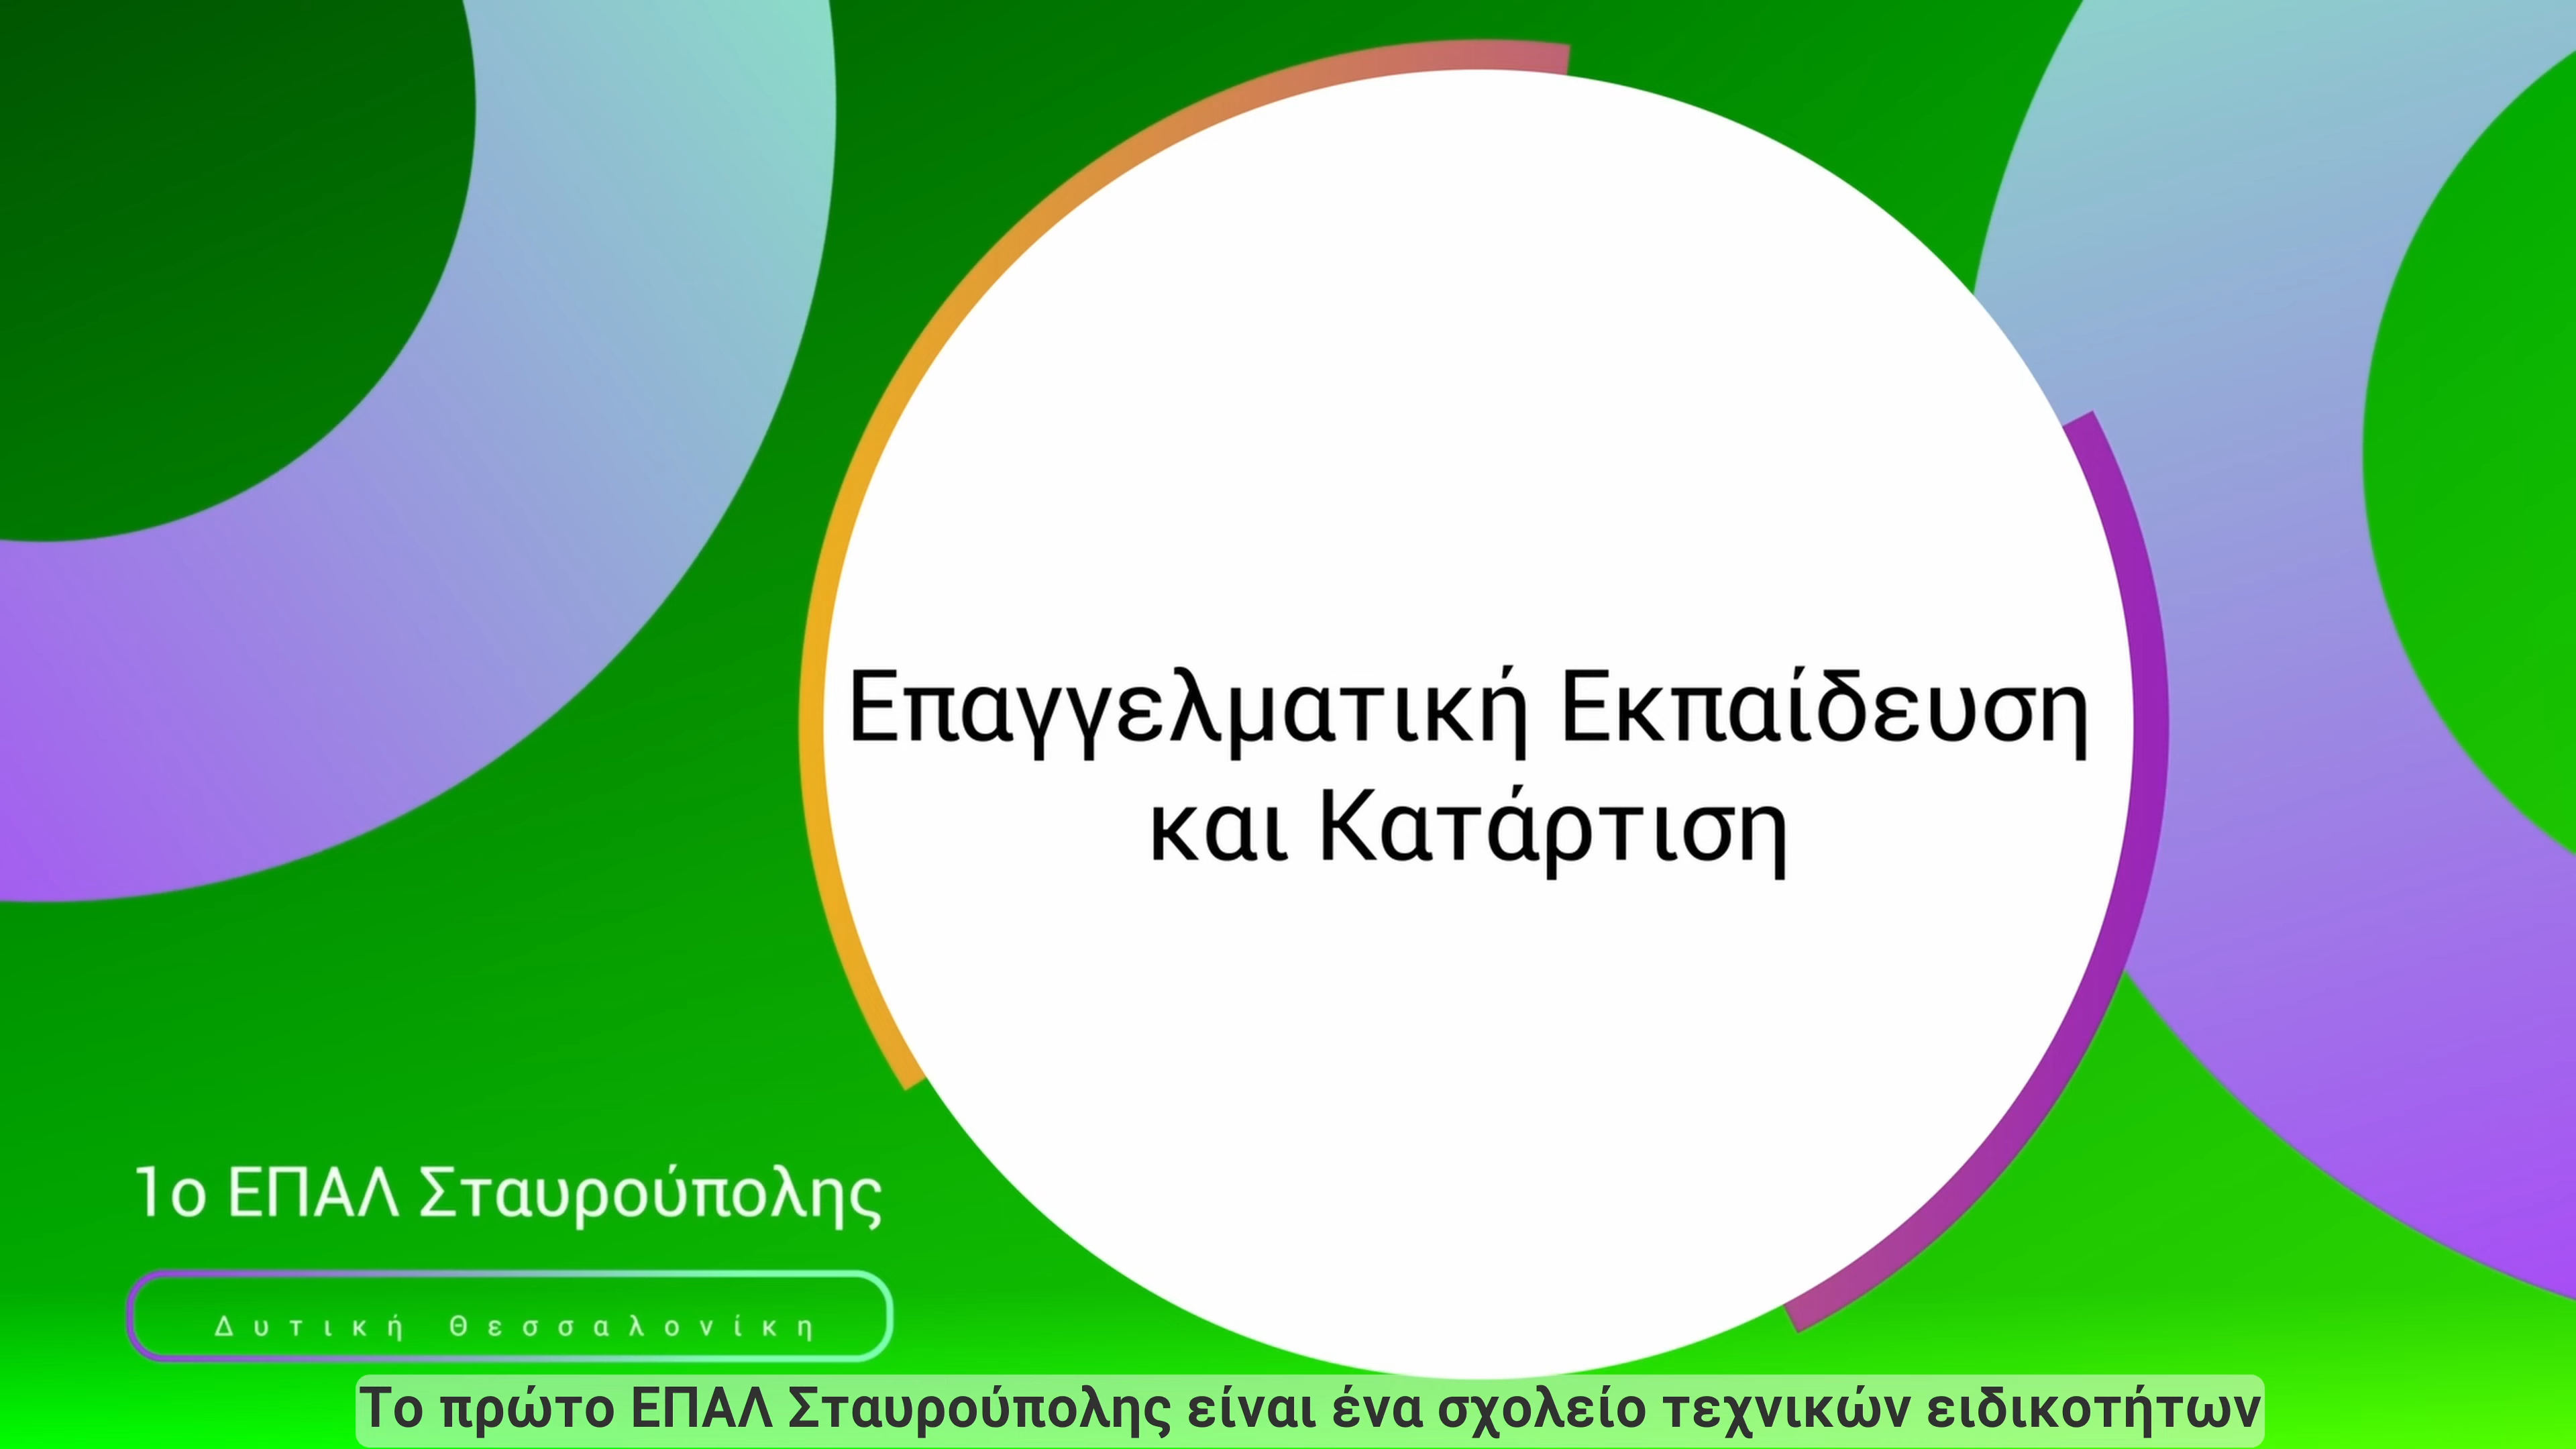 Επαγγελματική Εκπαίδευση
και Κατάρτιση
1ο ΕΠΑΛ Σταυρούπολης
Δυτική Θεσσαλονίκη
Το πρώτο ΕΠΑΛ Σταυρούπολης είναι ένα σχολείο τεχνικών ειδικοτήτων